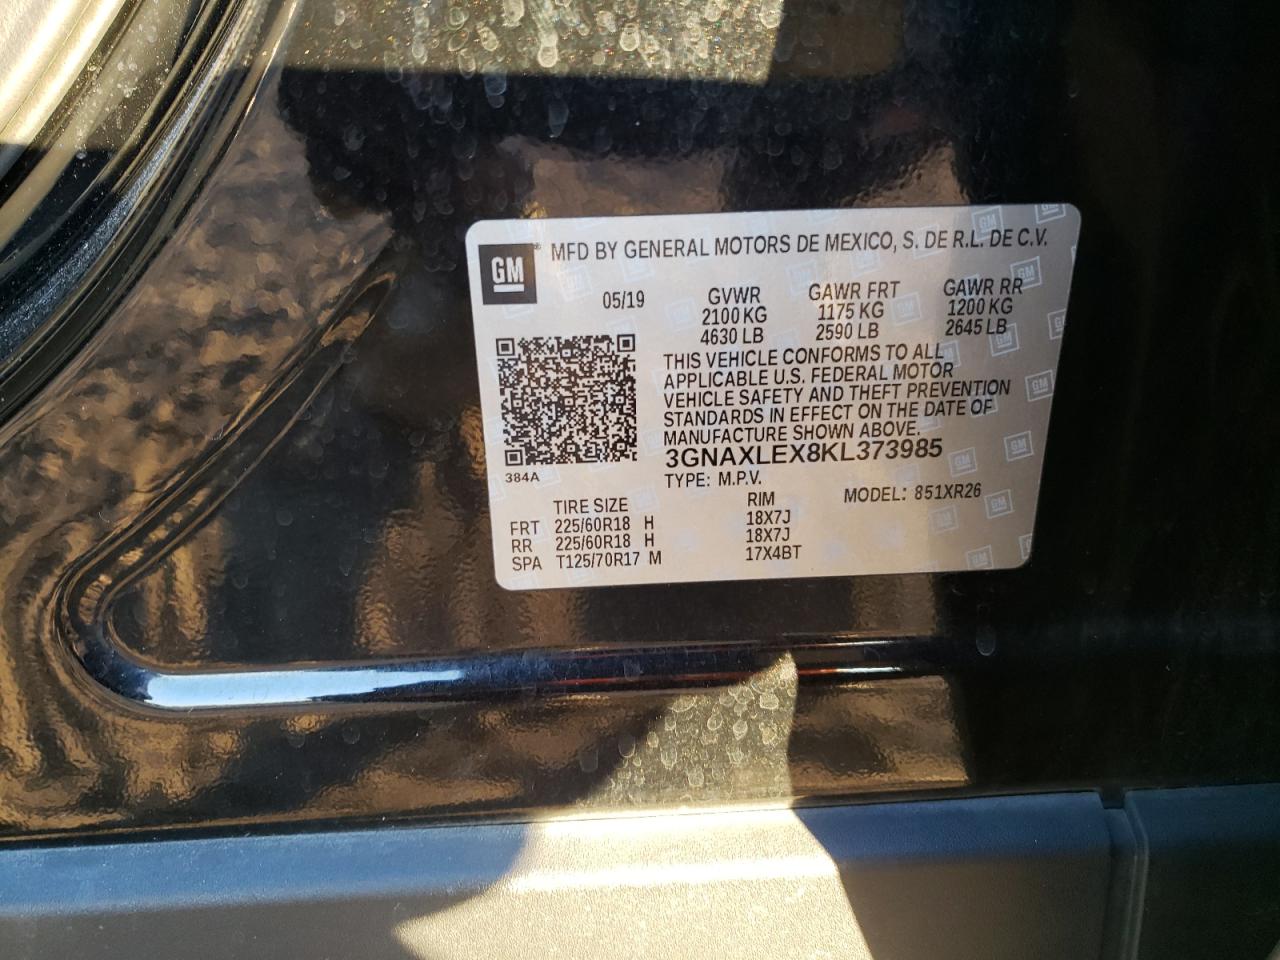 GM® MFD BY GENERAL MOTORS DE MEXICO, S. DE R.L. DE C.V.
05/19 GVWR GAWR FRT GAWR RR
2100 KG 1175 KG 1200 KG
4630 LB 2590 LB 2645 LB
THIS VEHICLE CONFORMS TO ALL
APPLICABLE U.S. FEDERAL MOTOR
VEHICLE SAFETY AND THEFT PREVENTION
STANDARDS IN EFFECT ON THE DATE OF
MANUFACTURE SHOWN ABOVE.
3GNAXLEX8KL373985
384A TYPE: M.P.V.
MODEL: 851XR26
TIRE SIZE RIM
FRT 225/60R18 H 18X7J
RR 225/60R18 H 18X7J
SPA T125/70R17 M 17X4BT